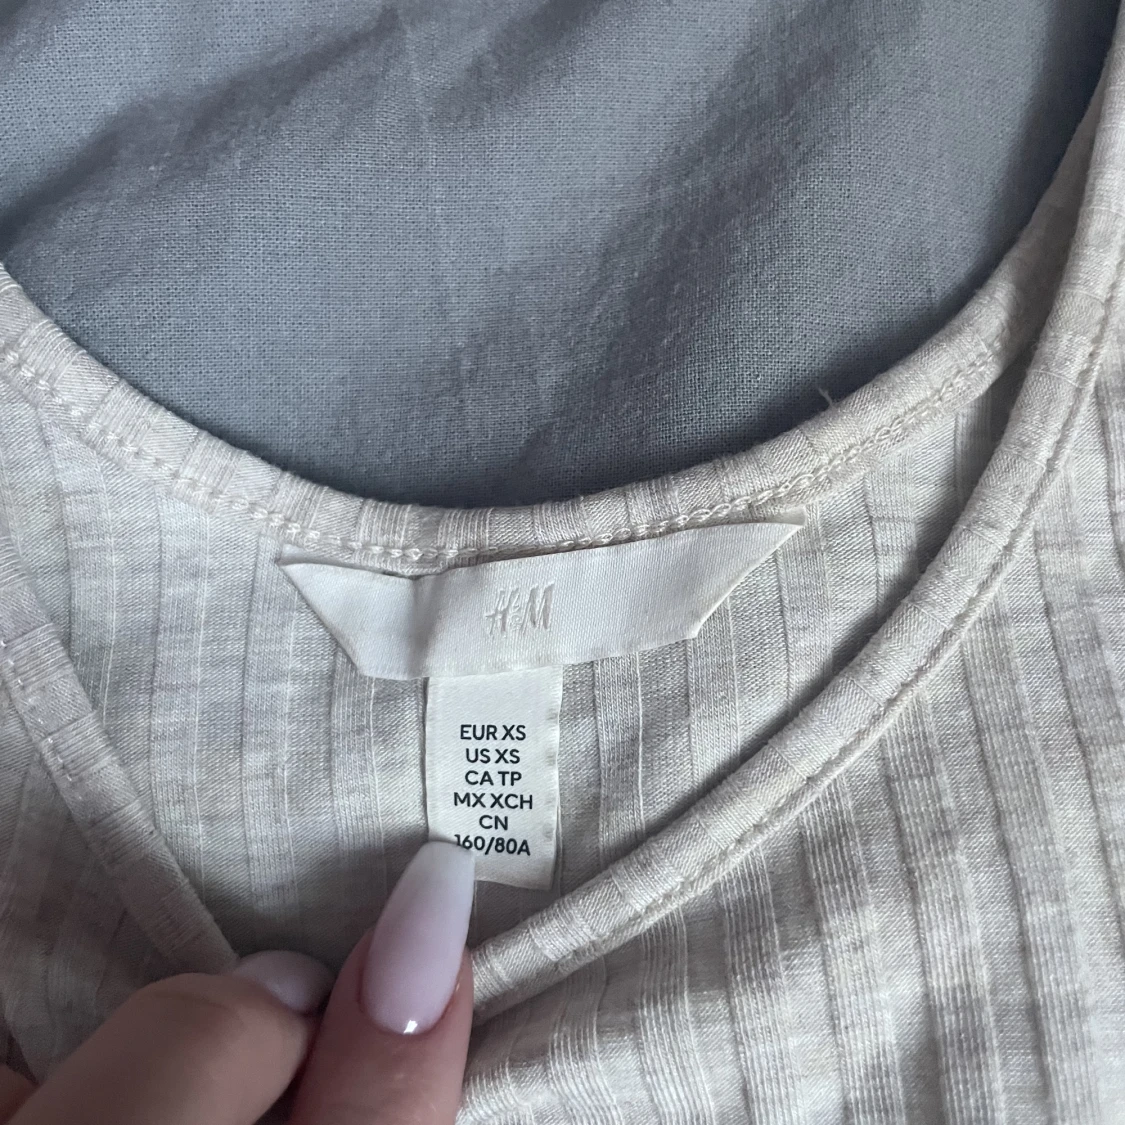 H&M
EUR XS
US XS
CA TP
MX XCH
CN
160/80A